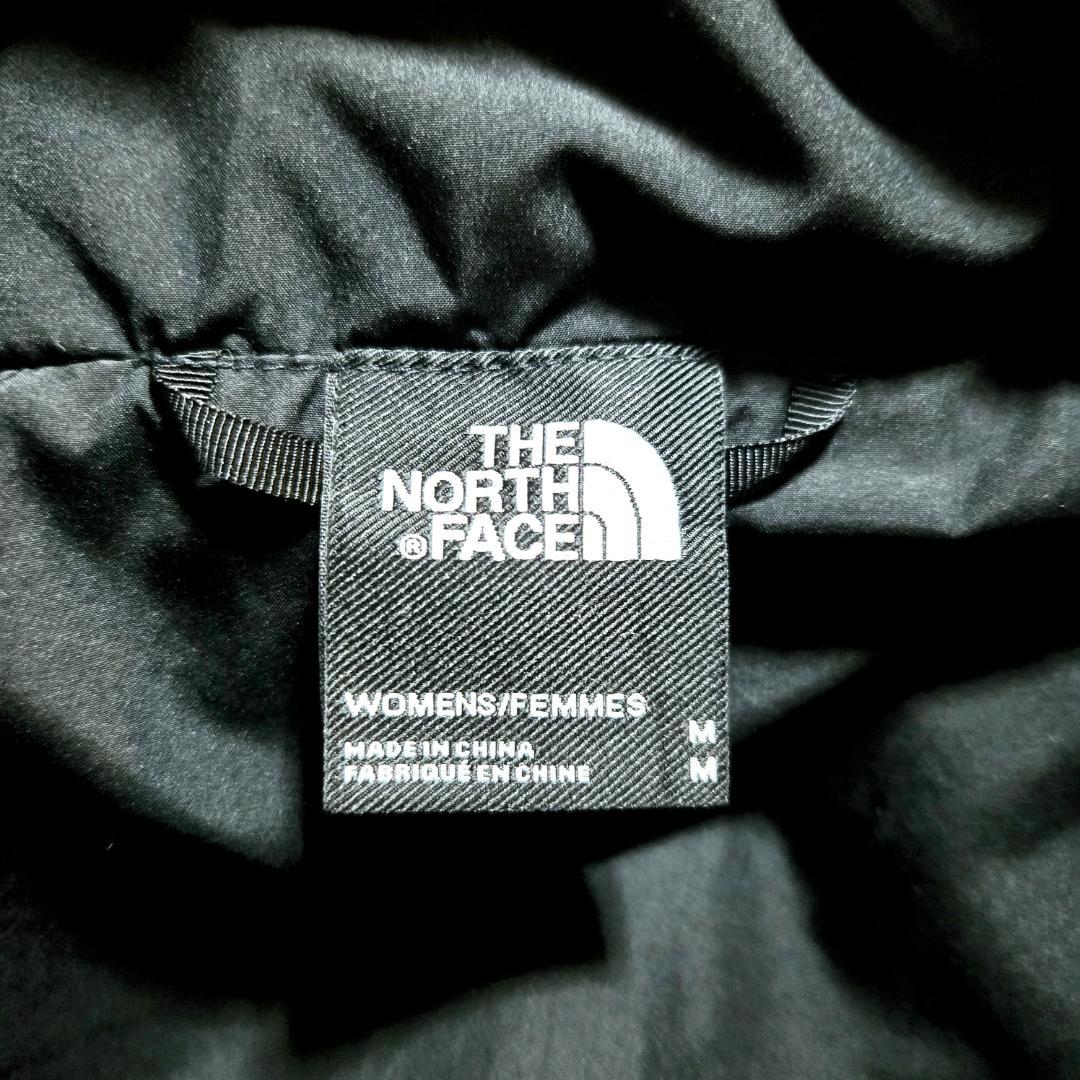 THE
NORTH
®FACE
WOMENS/FEMMES
M
MADE IN CHINA
FABRIQUÉ EN CHINE M